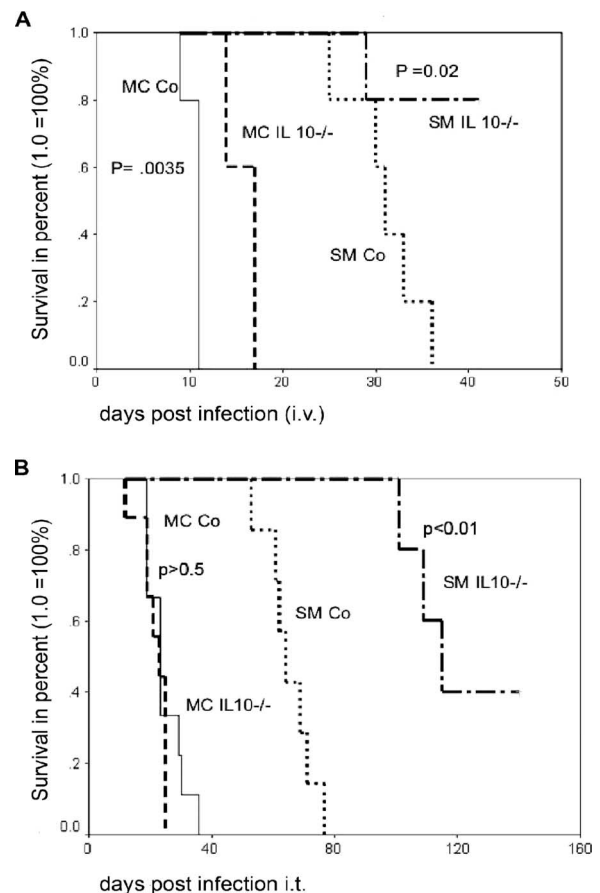 A
Survival in percent (1.0 =100%)
1.0
.8
.6
.4
.2
0.0
MC Co
P= .0035
MC IL 10-/-
P =0.02
SM IL 10-/-
SM Co
0
10
20
30
40
50
days post infection (i.v.)
B
Survival in percent (1.0 =100%)
1.0
.8
.6
.4
.2
0.0
MC Co
p>0.5
MC IL10-/-
SM Co
p<0.01
SM IL10-/-
0
40
80
120
160
days post infection i.t.